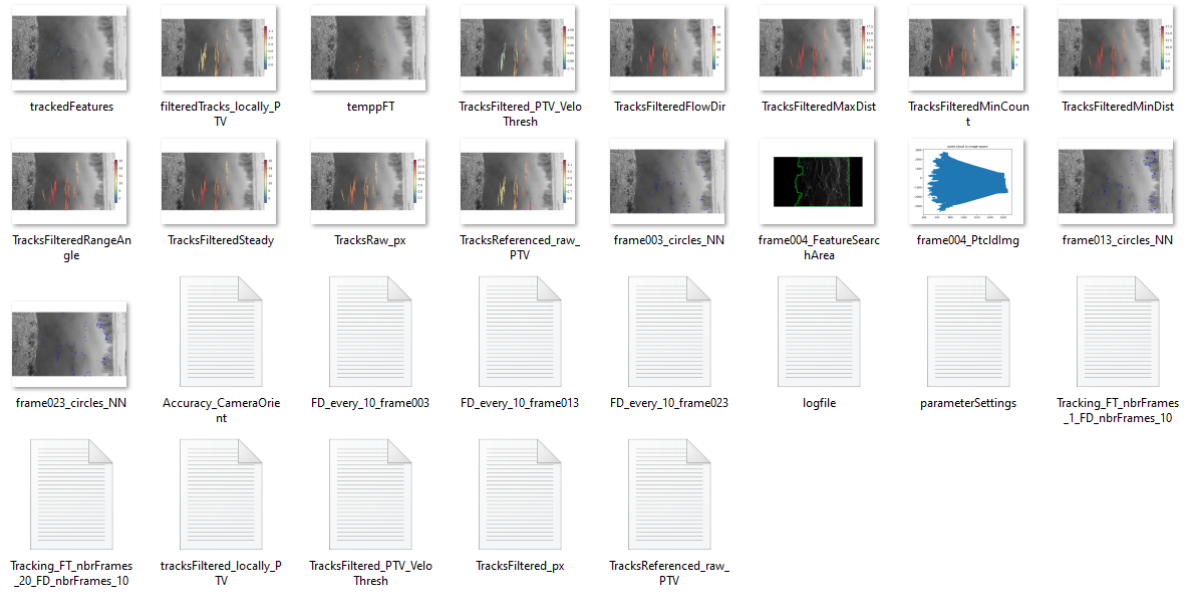 trackedFeatures
filteredTracks_locally_P
TV
temppFT
TracksFiltered_PTV_Velo
Thresh
TracksFilteredFlowDir
TracksFilteredMaxDist
TracksFilteredMinCoun
t
TracksFilteredMinDist
TracksFilteredRangeAn
gle
TracksFilteredSteady
TracksRaw_px
TracksReferenced_raw_
PTV
frame003_circles_NN
frame004_FeatureSearc
hArea
frame004_PtcldImg
frame013_circles_NN
frame023_circles_NN
Accuracy_CameraOrie
nt
FD_every_10_frame003
FD_every_10_frame013
FD_every_10_frame023
logfile
parameterSettings
Tracking_FT_nbrFrames
_1_FD_nbrFrames_10
Tracking_FT_nbrFrames
_20_FD_nbrFrames_10
tracksFiltered_locally_P
TV
TracksFiltered_PTV_Velo
Thresh
TracksFiltered_px
TracksReferenced_raw_
PTV